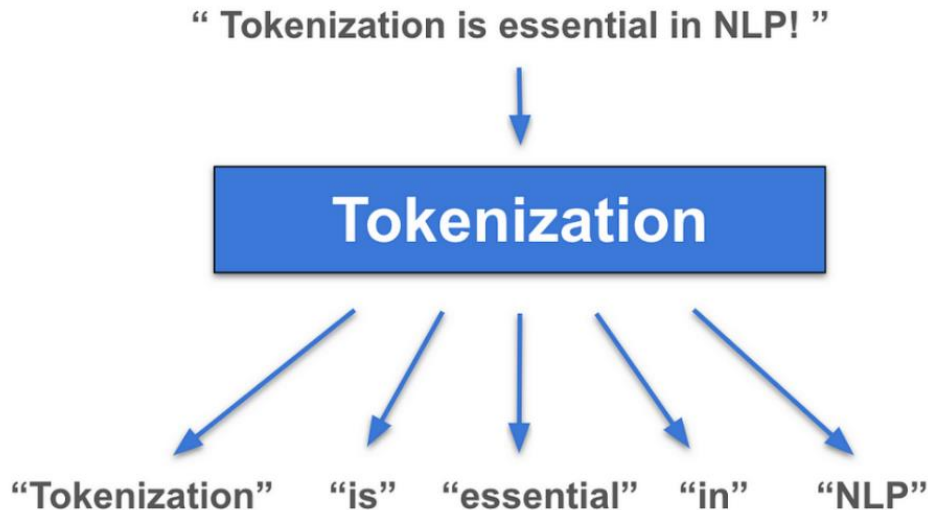 “ Tokenization is essential in NLP! ”
Tokenization
“Tokenization” “is” “essential” “in” “NLP”